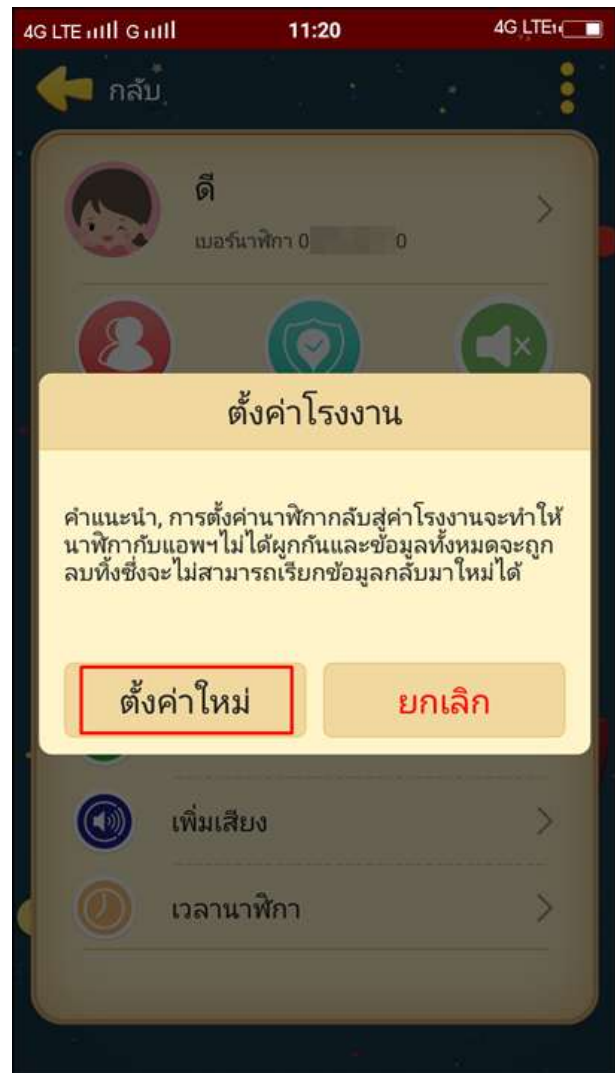 4G LTE G 11:20 4G LTE
กลับ
ดี
เบอร์นาฬิกา 0 0
ตั้งค่าโรงงาน
คำแนะนำ, การตั้งค่านาฬิกากลับสู่ค่าโรงงานจะทำให้
นาฬิกากับแอพฯไม่ได้ผูกกันและข้อมูลทั้งหมดจะถูก
ลบทิ้งซึ่งจะไม่สามารถเรียกข้อมูลกลับมาใหม่ได้
ตั้งค่าใหม่ ยกเลิก
เพิ่มเสียง
เวลานาฬิกา